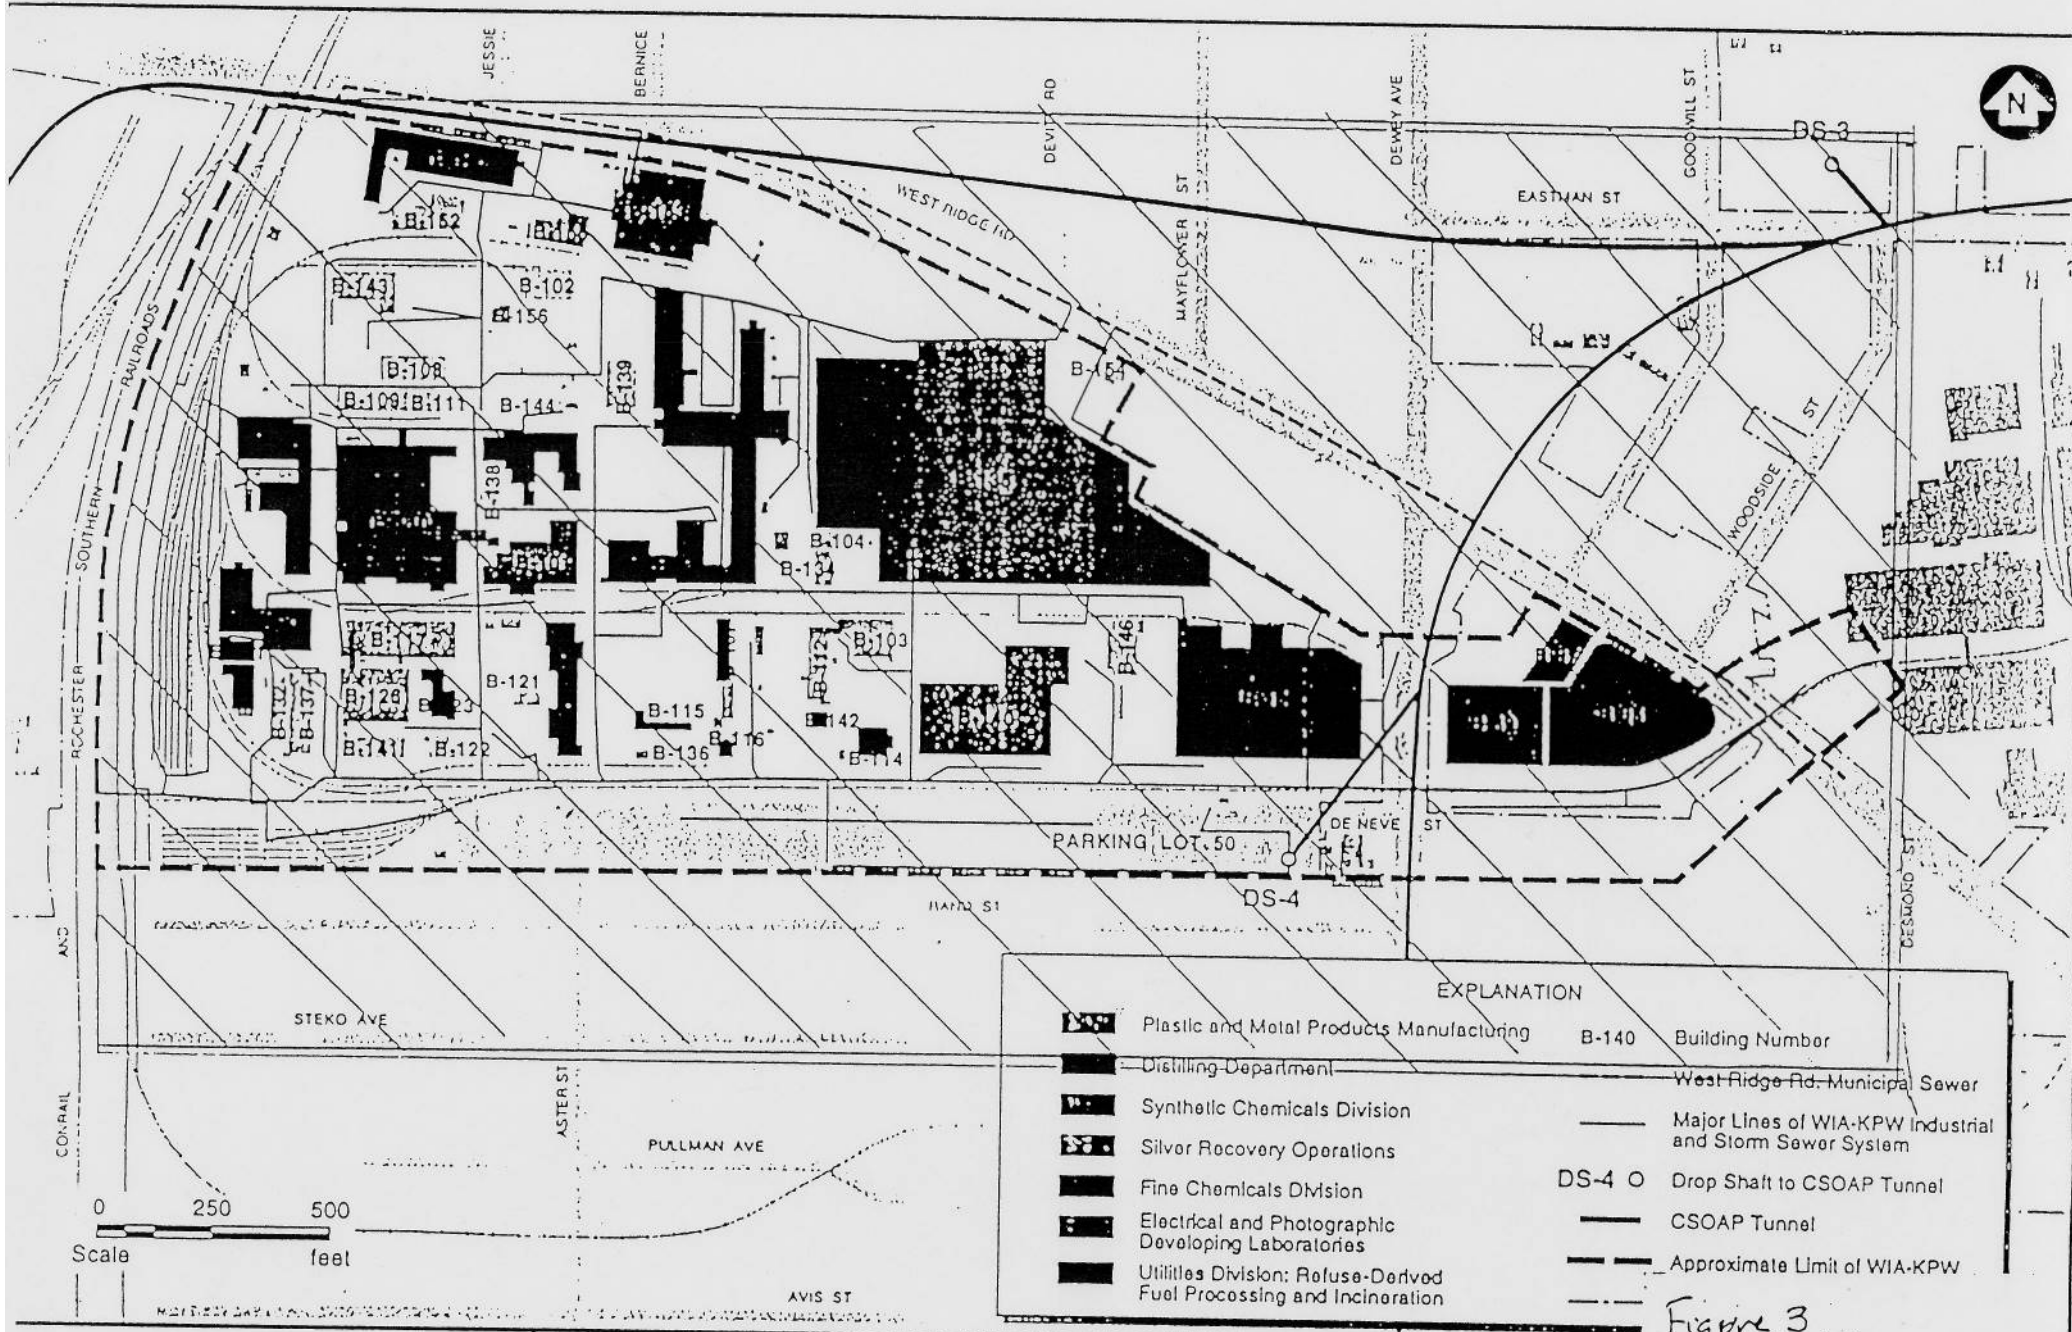 JESSIE
BERNICE
DEVITT RD
MAYFLOWER ST
DEWEY AVE
GOODWILL ST
N
DS-3
EASTMAN ST
WEST RIDGE RD
B-152
B-143
B-102
B-156
RAILROADS
B-108
B-139
B-154
B-109
B-111
B-144
B-138
SOUTHERN
WOODSIDE ST
B-104
B-134
B-101
B-117
B-103
B-112
B-146
B-121
B-132
B-137
B-126
B-123
B-115
B-116
B-142
B-141
B-122
B-136
B-114
ROCHESTER
PARKING LOT 50
DE NEVE ST
DS-4
RAND ST
DESMOND ST
AND
STEKO AVE
ASTER ST
PULLMAN AVE
CONRAIL
0 250 500
Scale feet
AVIS ST
EXPLANATION
Plastic and Metal Products Manufacturing
Distilling Department
Synthetic Chemicals Division
Silver Recovery Operations
Fine Chemicals Division
Electrical and Photographic
Developing Laboratories
Utilities Division: Refuse-Derived
Fuel Processing and Incineration
B-140 Building Number
West Ridge Rd. Municipal Sewer
Major Lines of WIA-KPW Industrial
and Storm Sewer System
DS-4 Drop Shaft to CSOAP Tunnel
CSOAP Tunnel
Approximate Limit of WIA-KPW
Figure 3